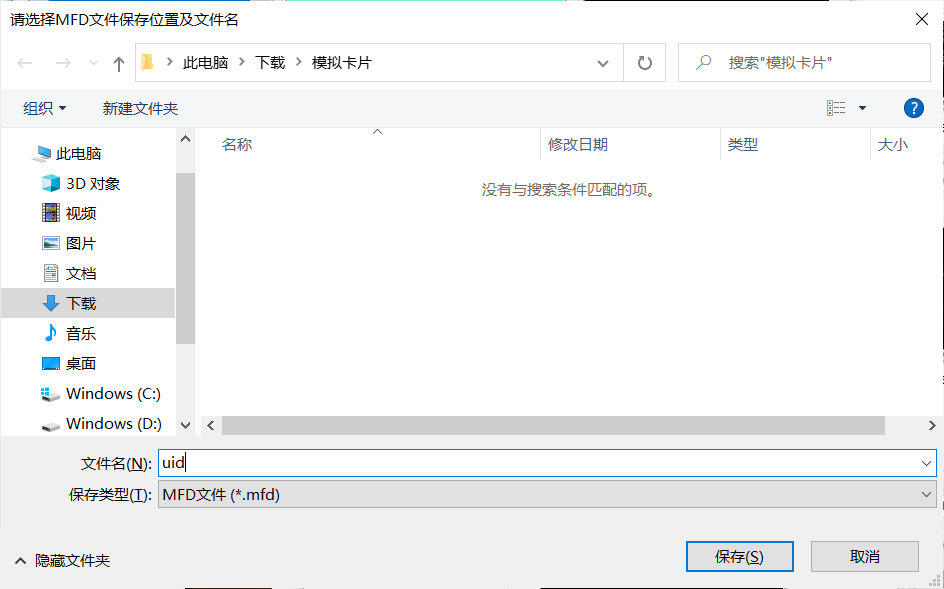 请选择MFD文件保存位置及文件名
此电脑 下载 模拟卡片 搜索"模拟卡片"
组织 新建文件夹 ?
名称 修改日期 类型 大小
没有与搜索条件匹配的项。
此电脑
3D 对象
视频
图片
文档
下载
音乐
桌面
Windows (C:)
Windows (D:)
文件名(N): uid
保存类型(T): MFD文件 (*.mfd)
隐藏文件夹 保存(S) 取消